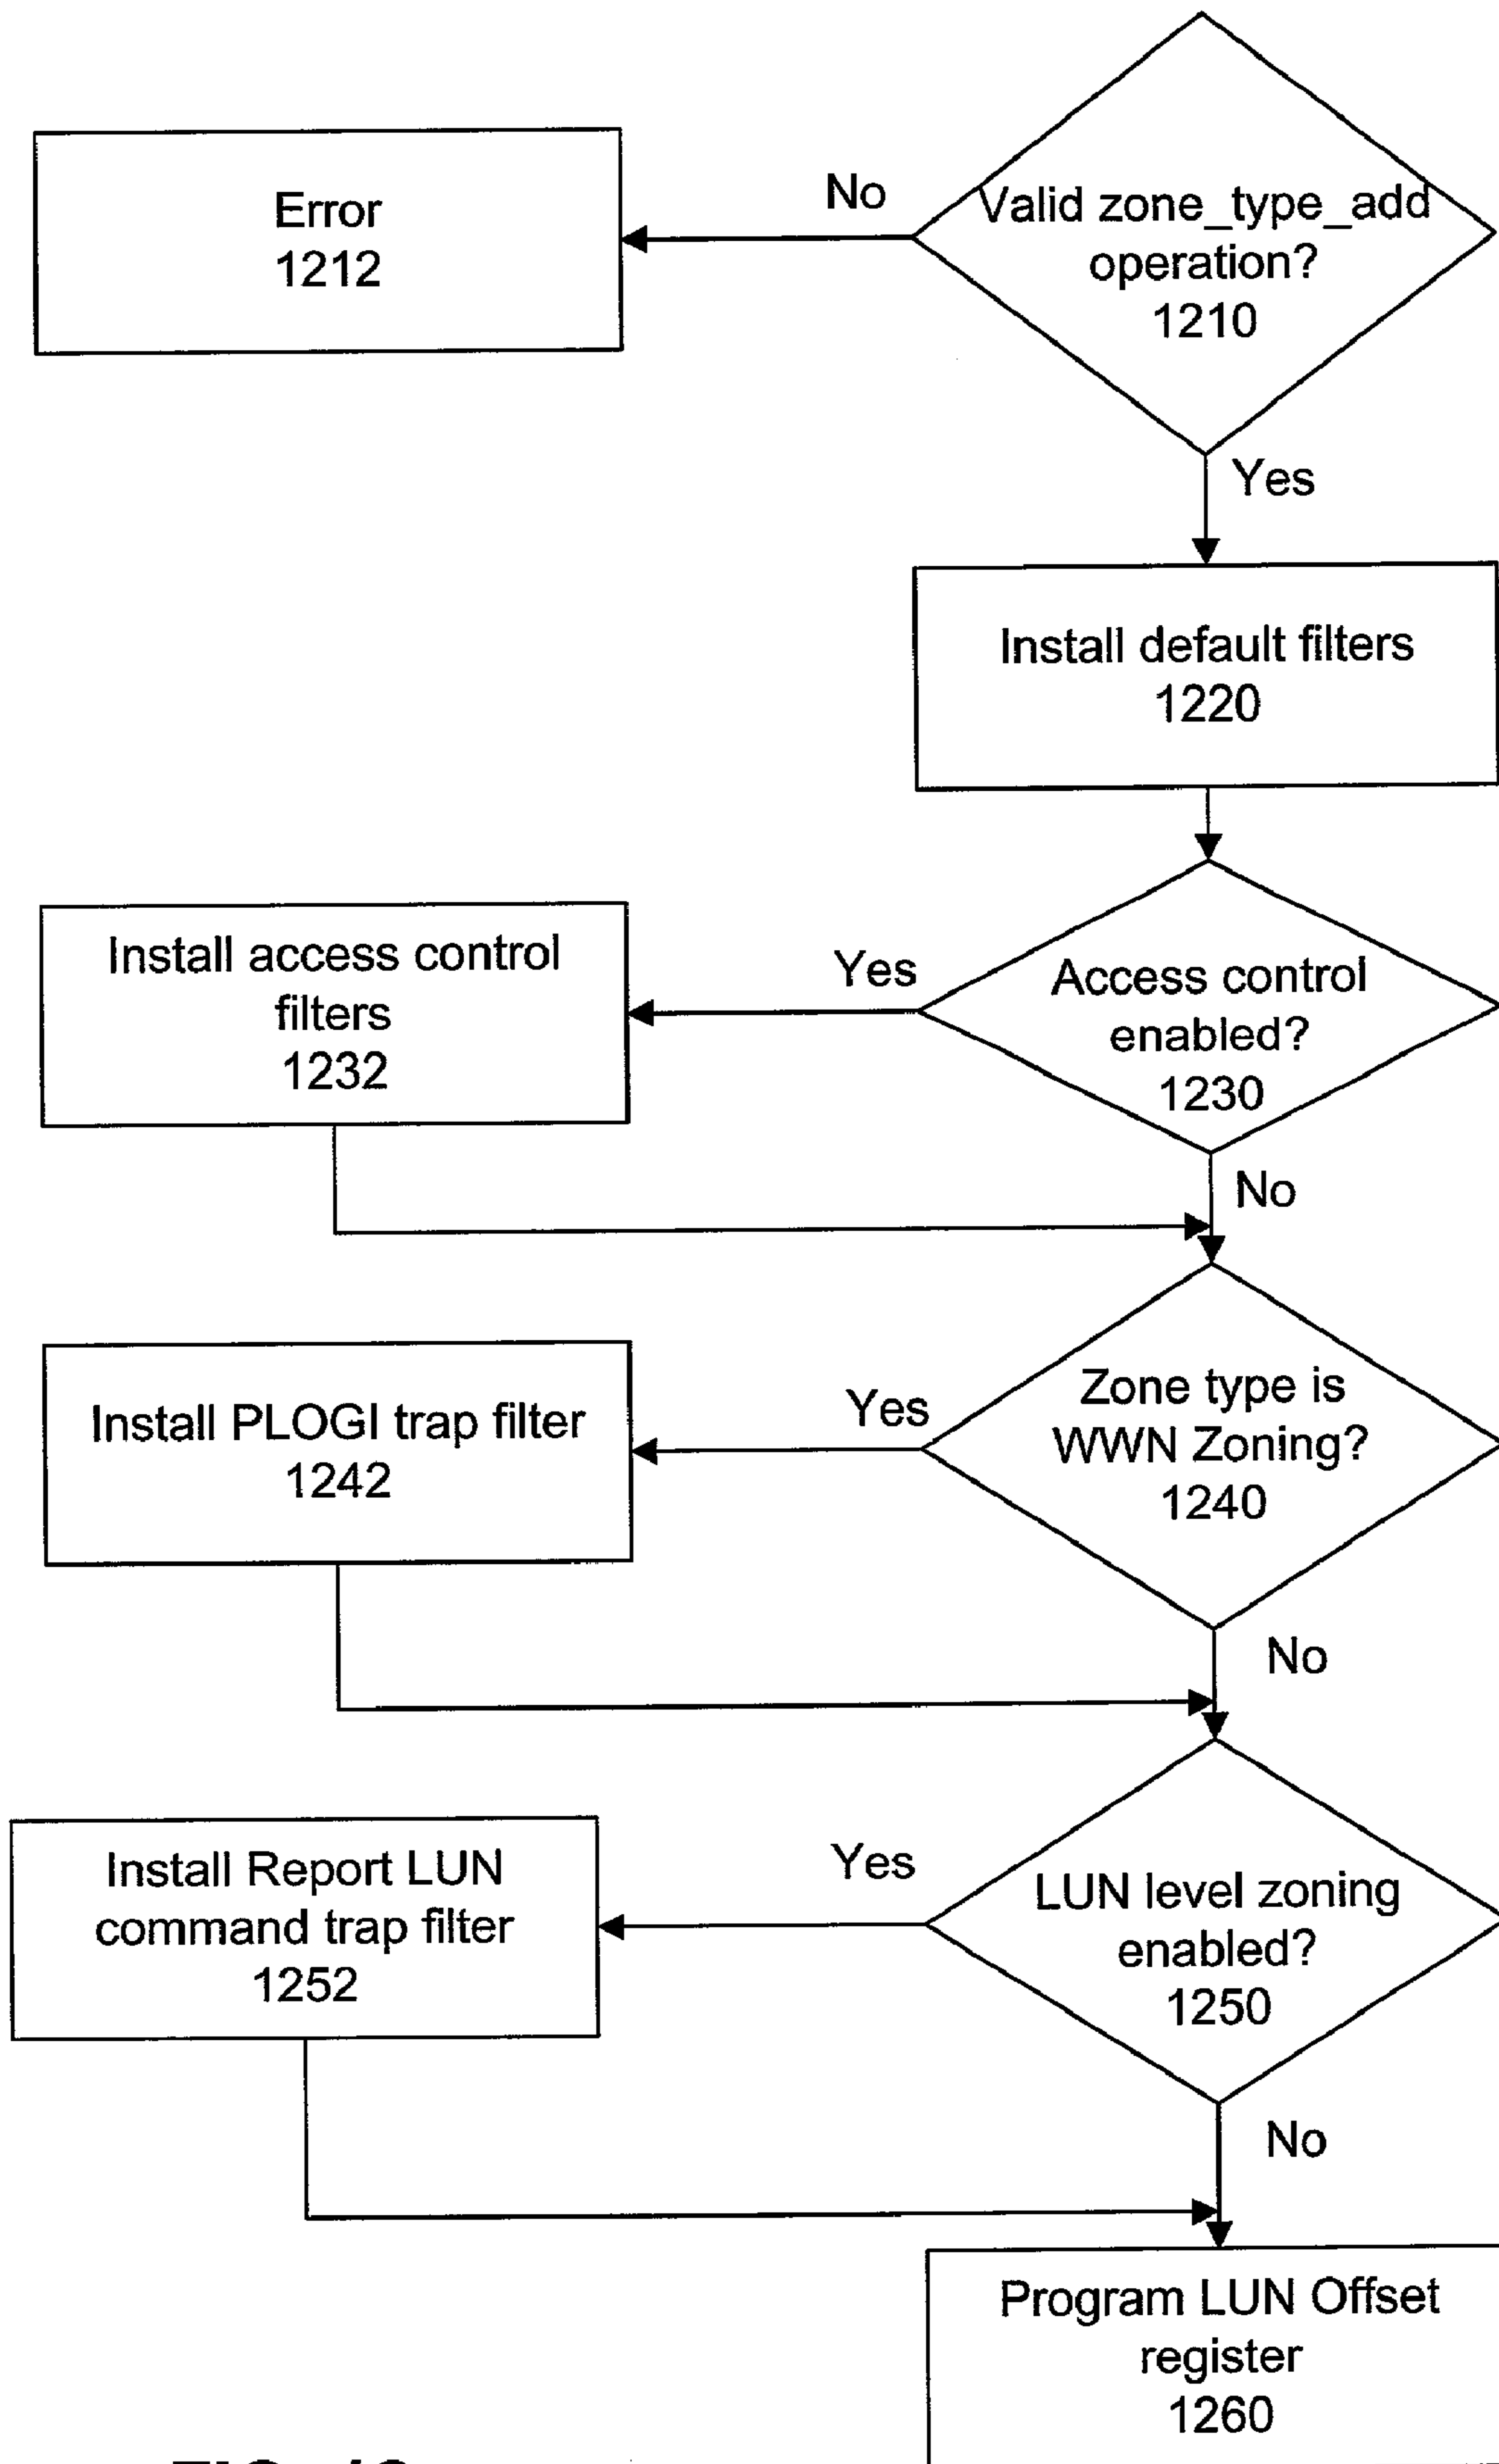 Valid zone_type_add
operation?
1210
No
Error
1212
Yes
Install default filters
1220
Access control
enabled?
1230
Yes
Install access control
filters
1232
No
Zone type is
WWN Zoning?
1240
Yes
Install PLOGI trap filter
1242
No
LUN level zoning
enabled?
1250
Yes
Install Report LUN
command trap filter
1252
No
Program LUN Offset
register
1260